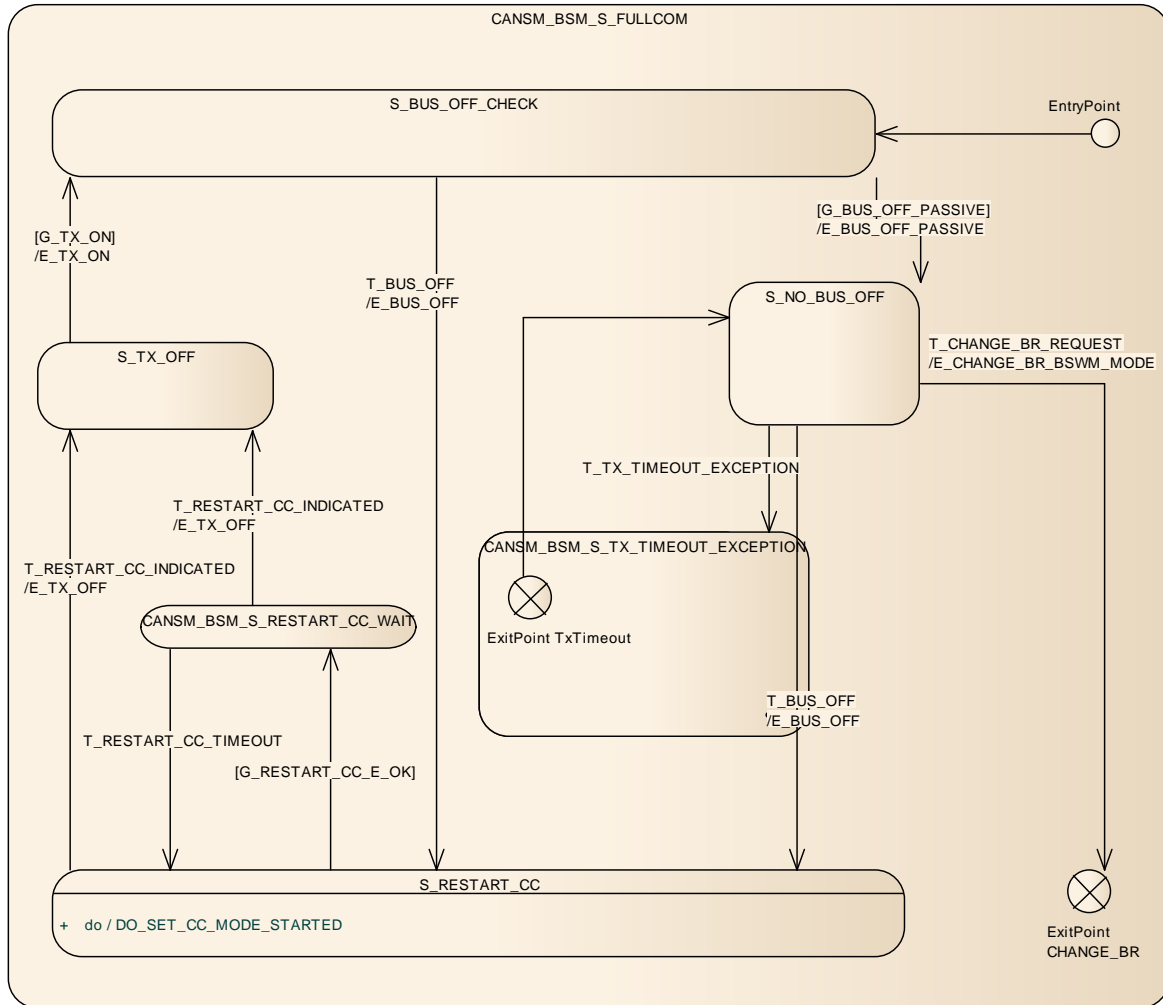 CANSM_BSM_S_FULLCOM
S_BUS_OFF_CHECK
EntryPoint
[G_TX_ON]
/E_TX_ON
T_BUS_OFF
/E_BUS_OFF
[G_BUS_OFF_PASSIVE]
/E_BUS_OFF_PASSIVE
S_NO_BUS_OFF
T_CHANGE_BR_REQUEST
/E_CHANGE_BR_BSWM_MODE
S_TX_OFF
T_TX_TIMEOUT_EXCEPTION
T_RESTART_CC_INDICATED
/E_TX_OFF
CANSM_BSM_S_TX_TIMEOUT_EXCEPTION
T_RESTART_CC_INDICATED
/E_TX_OFF
CANSM_BSM_S_RESTART_CC_WAIT
ExitPoint TxTimeout
T_BUS_OFF
/E_BUS_OFF
T_RESTART_CC_TIMEOUT
[G_RESTART_CC_E_OK]
S_RESTART_CC
+ do / DO_SET_CC_MODE_STARTED
ExitPoint
CHANGE_BR